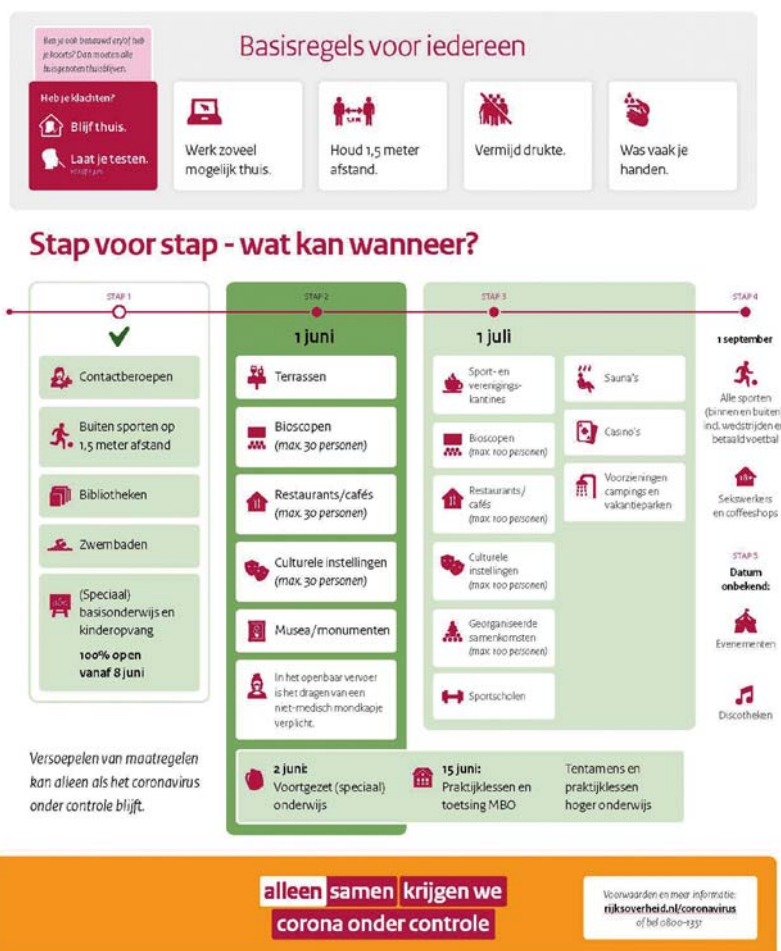 Ben je ook benauwd en/of heb
je koorts? Dan moeten alle
huisgenoten thuisblijven.
Basisregels voor iedereen
Heb je klachten?
Blijf thuis.
Laat je testen.
Werk zoveel
mogelijk thuis.
1,5 M
Houd 1,5 meter
afstand.
Vermijd drukte.
Was vaak je
handen.
Stap voor stap - wat kan wanneer?
STAP 1
Contactberoepen
Buiten sporten op
1,5 meter afstand
Bibliotheken
Zwembaden
(Speciaal)
basisonderwijs en
kinderopvang
100% open
vanaf 8 juni
STAP 2
1 juni
Terrassen
Bioscopen
(max. 30 personen)
Restaurants/cafés
(max. 30 personen)
Culturele instellingen
(max. 30 personen)
Musea/monumenten
In het openbaar vervoer
is het dragen van een
niet-medisch mondkapje
verplicht.
STAP 3
1 juli
Sport- en
verenigings-
kantines
Bioscopen
(max 100 personen)
Restaurants/
cafés
(max 100 personen)
Culturele
instellingen
(max 100 personen)
Georganiseerde
samenkomsten
(max 100 personen)
Sportscholen
Sauna's
Casino's
Voorzieningen
campings en
vakantieparken
STAP 4
1 september
Alle sporten
(binnen en buiten
incl. wedstrijden e
betaald voetbal
18+
Sekswerkers
en coffeeshops
STAP 5
Datum
onbekend:
Evenementen
Discotheken
2 juni:
Voortgezet (speciaal)
onderwijs
15 juni:
Praktijklessen en
toetsing MBO
Tentamens en
praktijklessen
hoger onderwijs
Versoepelen van maatregelen
kan alleen als het coronavirus
onder controle blijft.
alleen samen krijgen we
corona onder controle
Voorwaarden en meer informatie:
rijksoverheid.nl/coronavirus
of bel 0800-1351